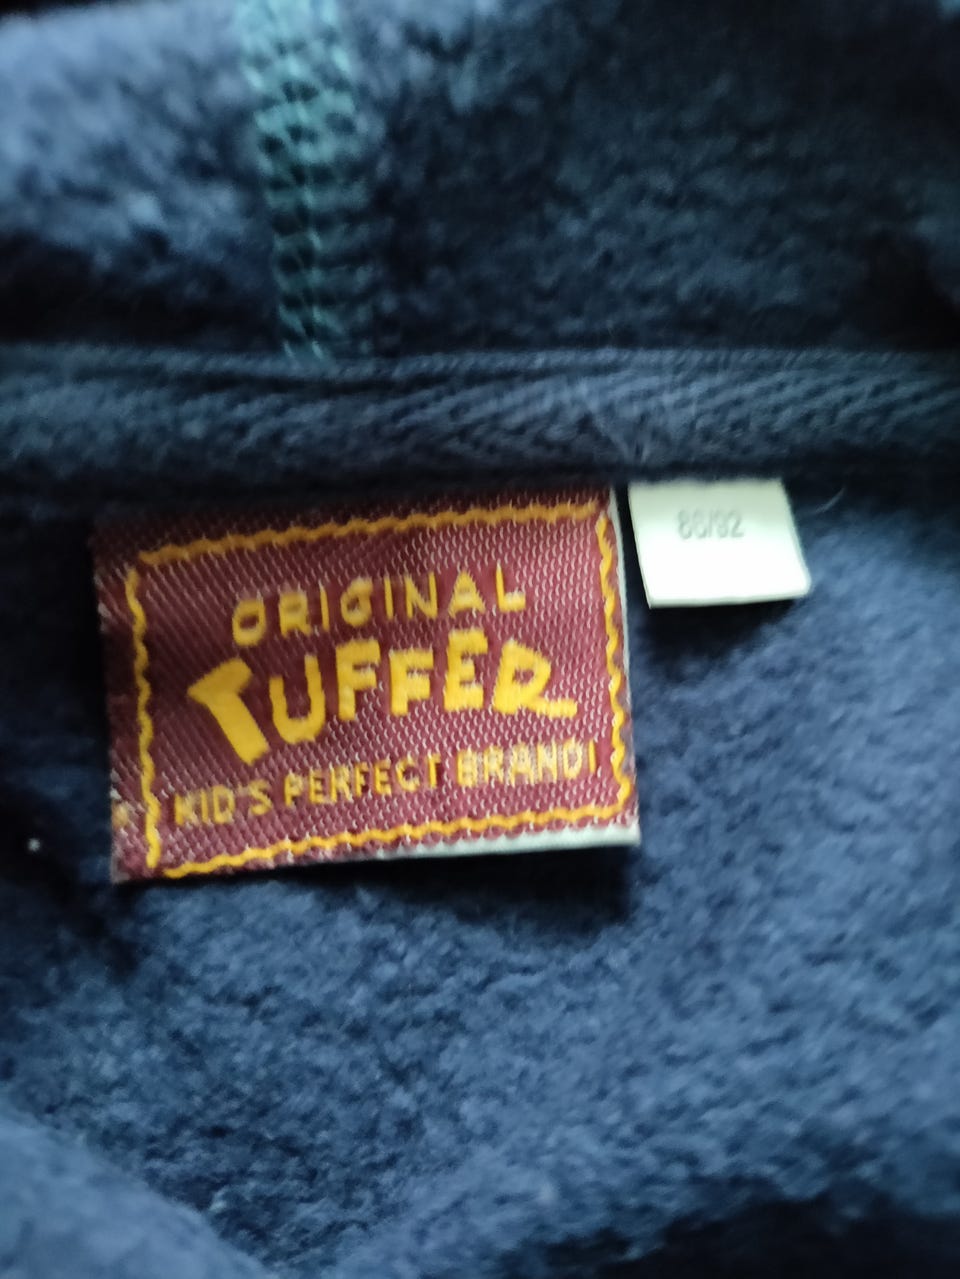 ORIGINAL
TUFFER
KID'S PERFECT BRAND!
86/92